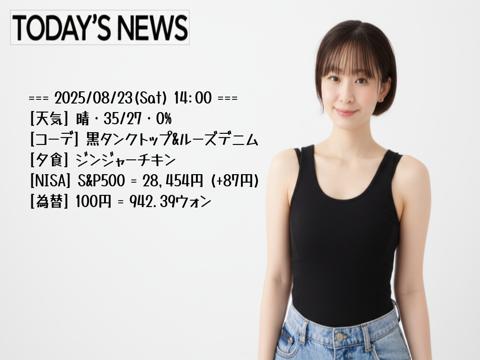 TODAY'S NEWS
=== 2025/08/23(Sat) 14:00 ===
[天気] 晴・35/27・0%
[コーデ] 黒タンクトップ&ルーズデニム
[夕食] ジンジャーチキン
[NISA] S&P500 = 28,454円 (+87円)
[為替] 100円 = 942.39ウォン